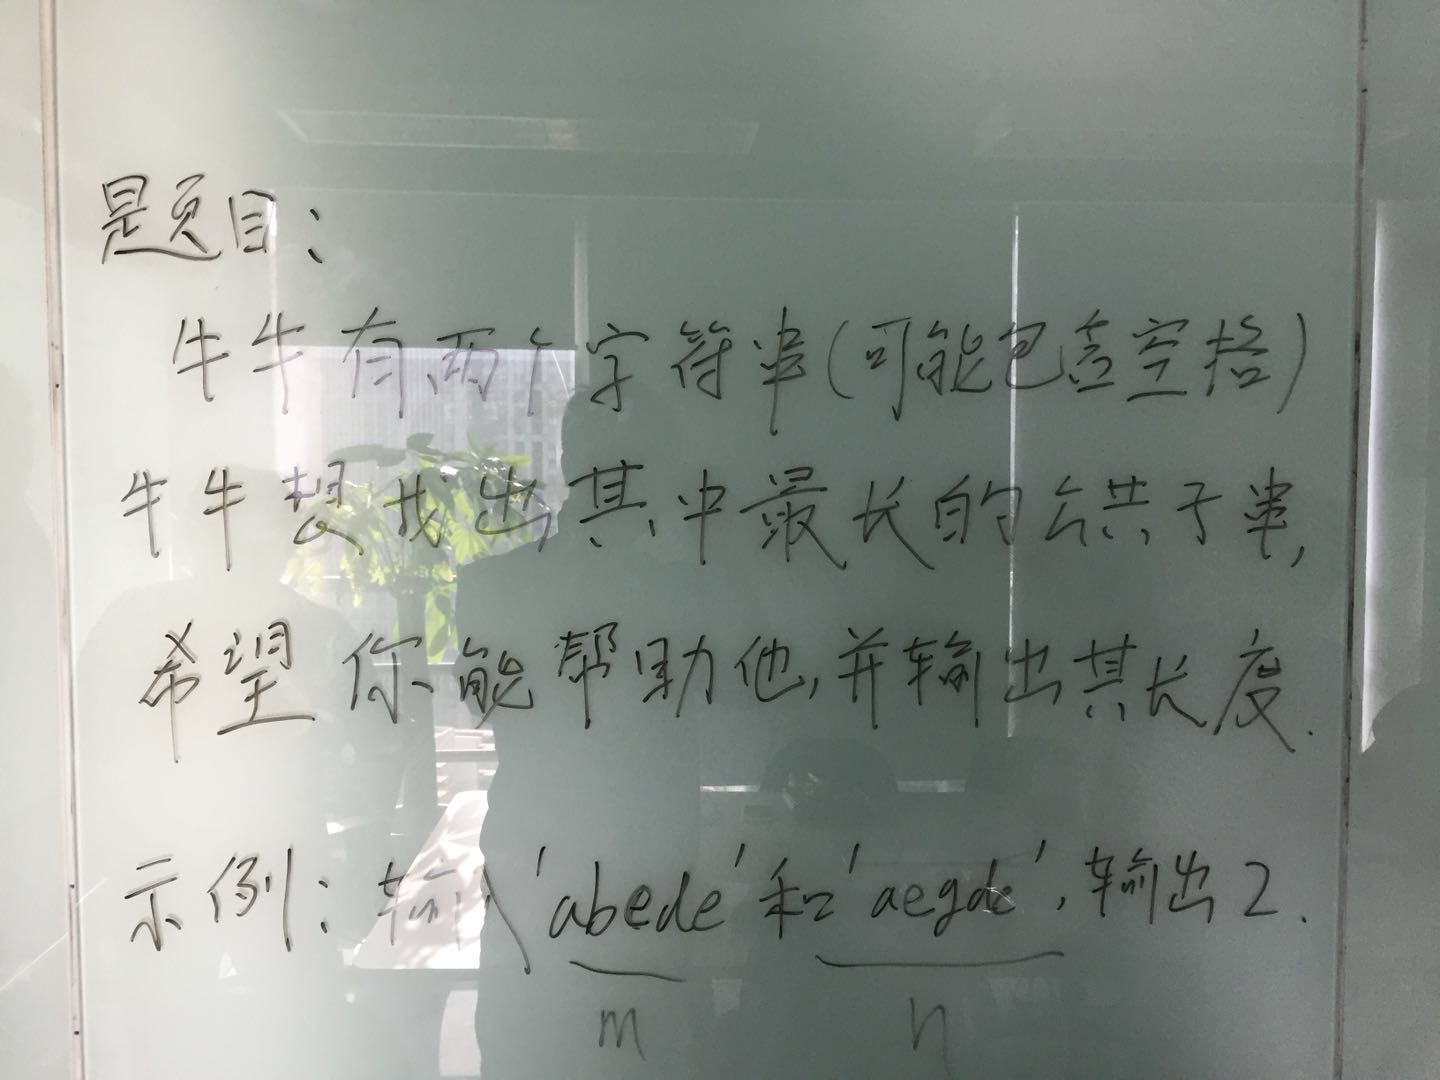 题目:
牛牛有两个字符串(可能包含空格)
牛牛想找出其中最长的公共子串,
希望你能帮助他,并输出其长度.
示例:输入'abede'和'aegde',输出2.
m n